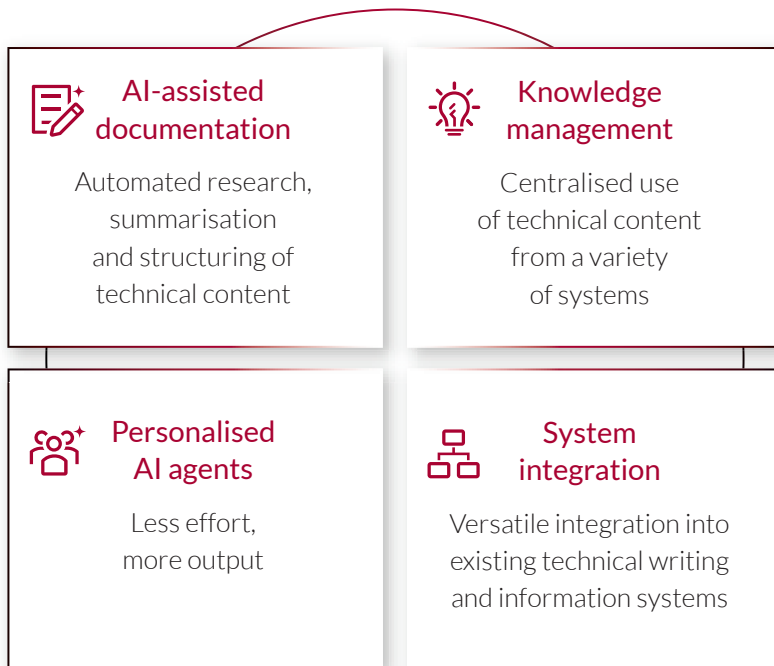 AI-assisted
documentation
Automated research,
summarisation
and structuring of
technical content
Knowledge
management
Centralised use
of technical content
from a variety
of systems
Personalised
AI agents
Less effort,
more output
System
integration
Versatile integration into
existing technical writing
and information systems